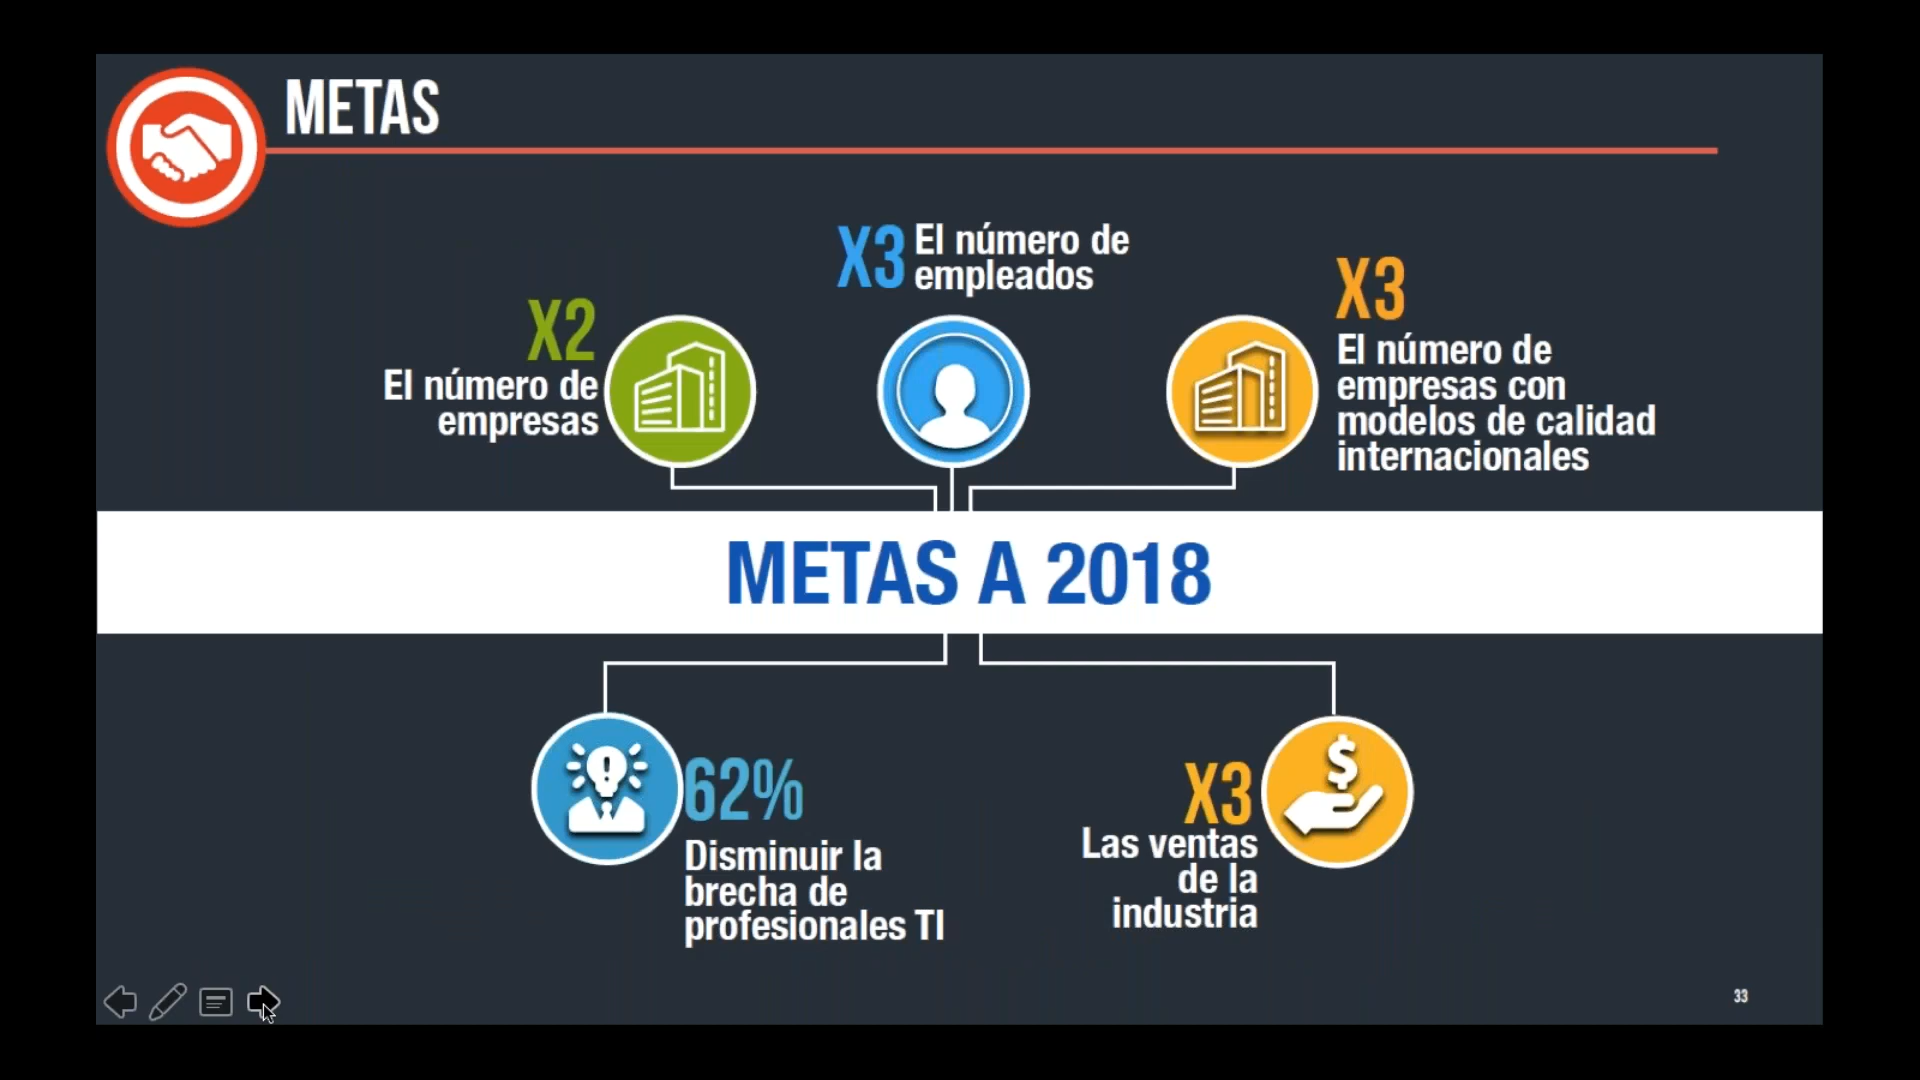 METAS
X2
El número de
empresas
X3
El número de
empleados
X3
El número de
empresas con
modelos de calidad
internacionales
METAS A 2018
62%
Disminuir la
brecha de
profesionales TI
X3
Las ventas
de la
industria
$
33